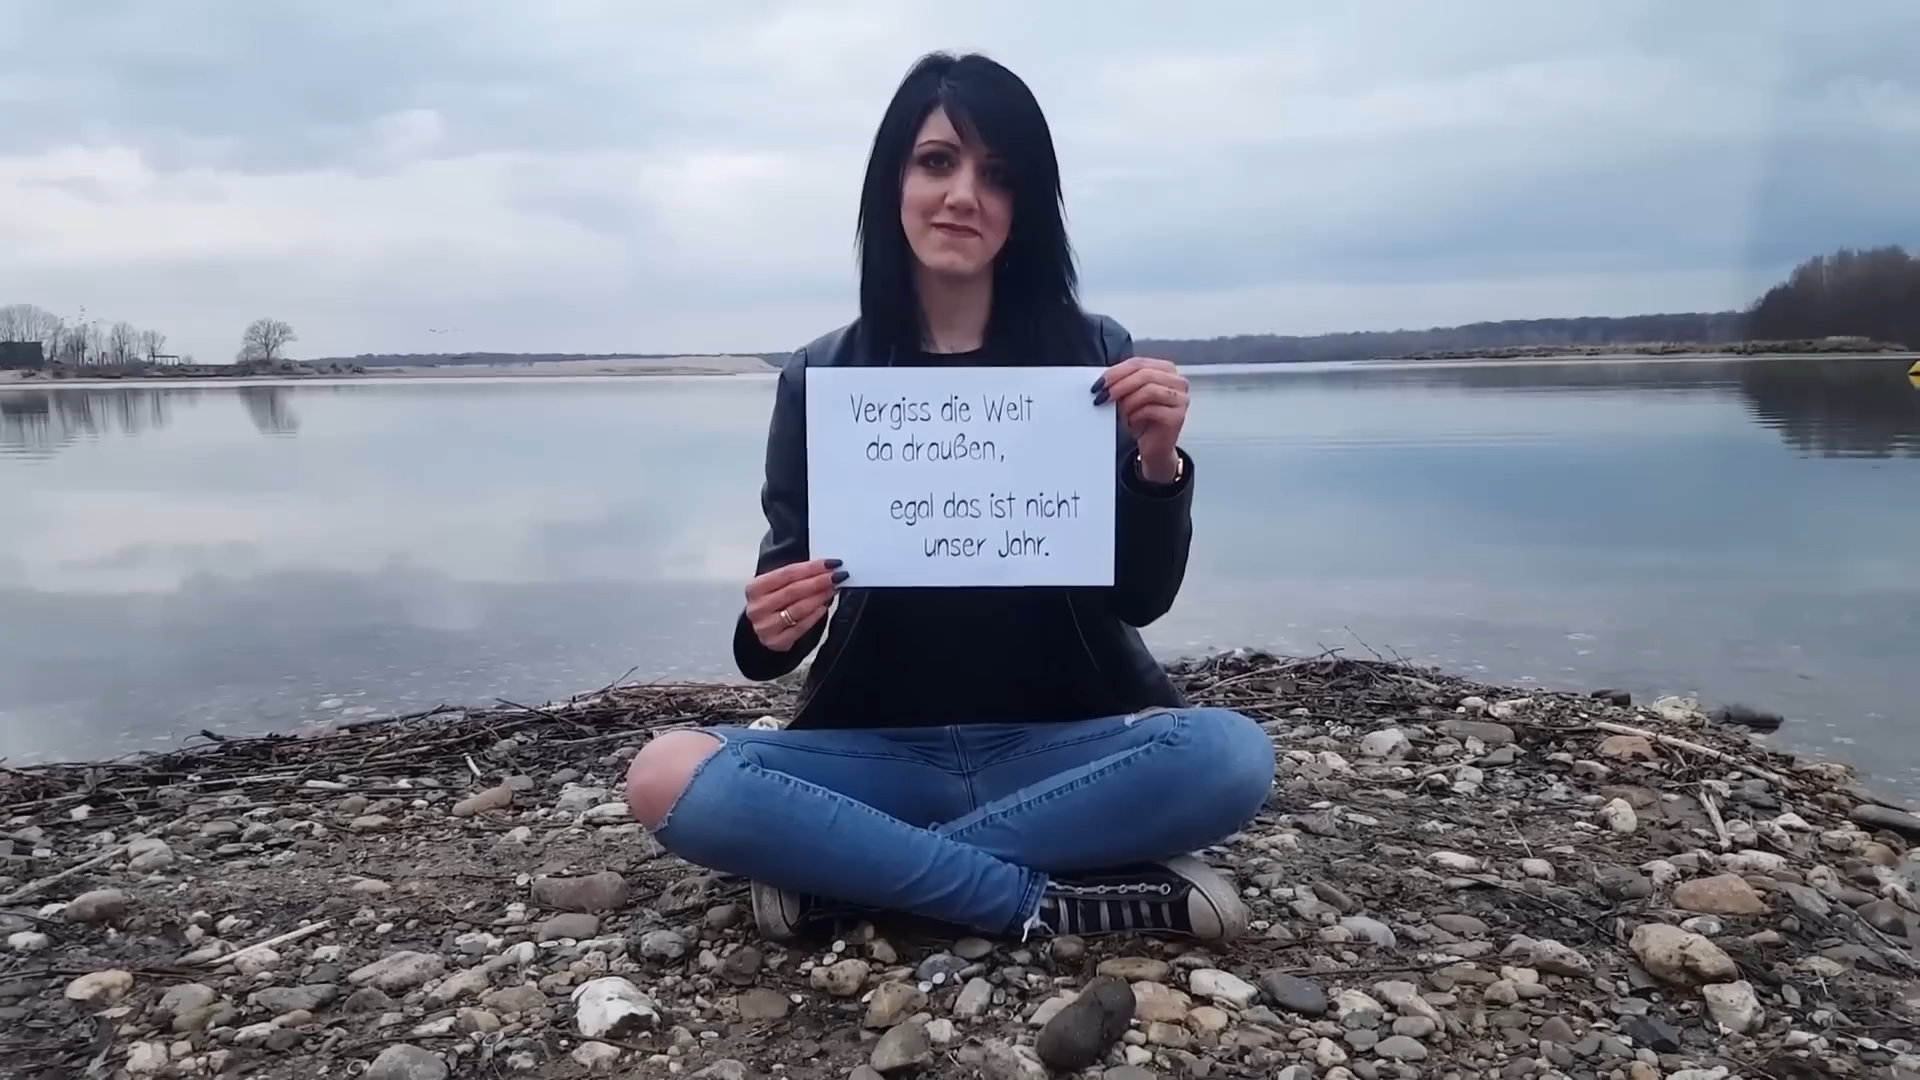 Vergiss die Welt
da draußen,
egal das ist nicht
unser Jahr.